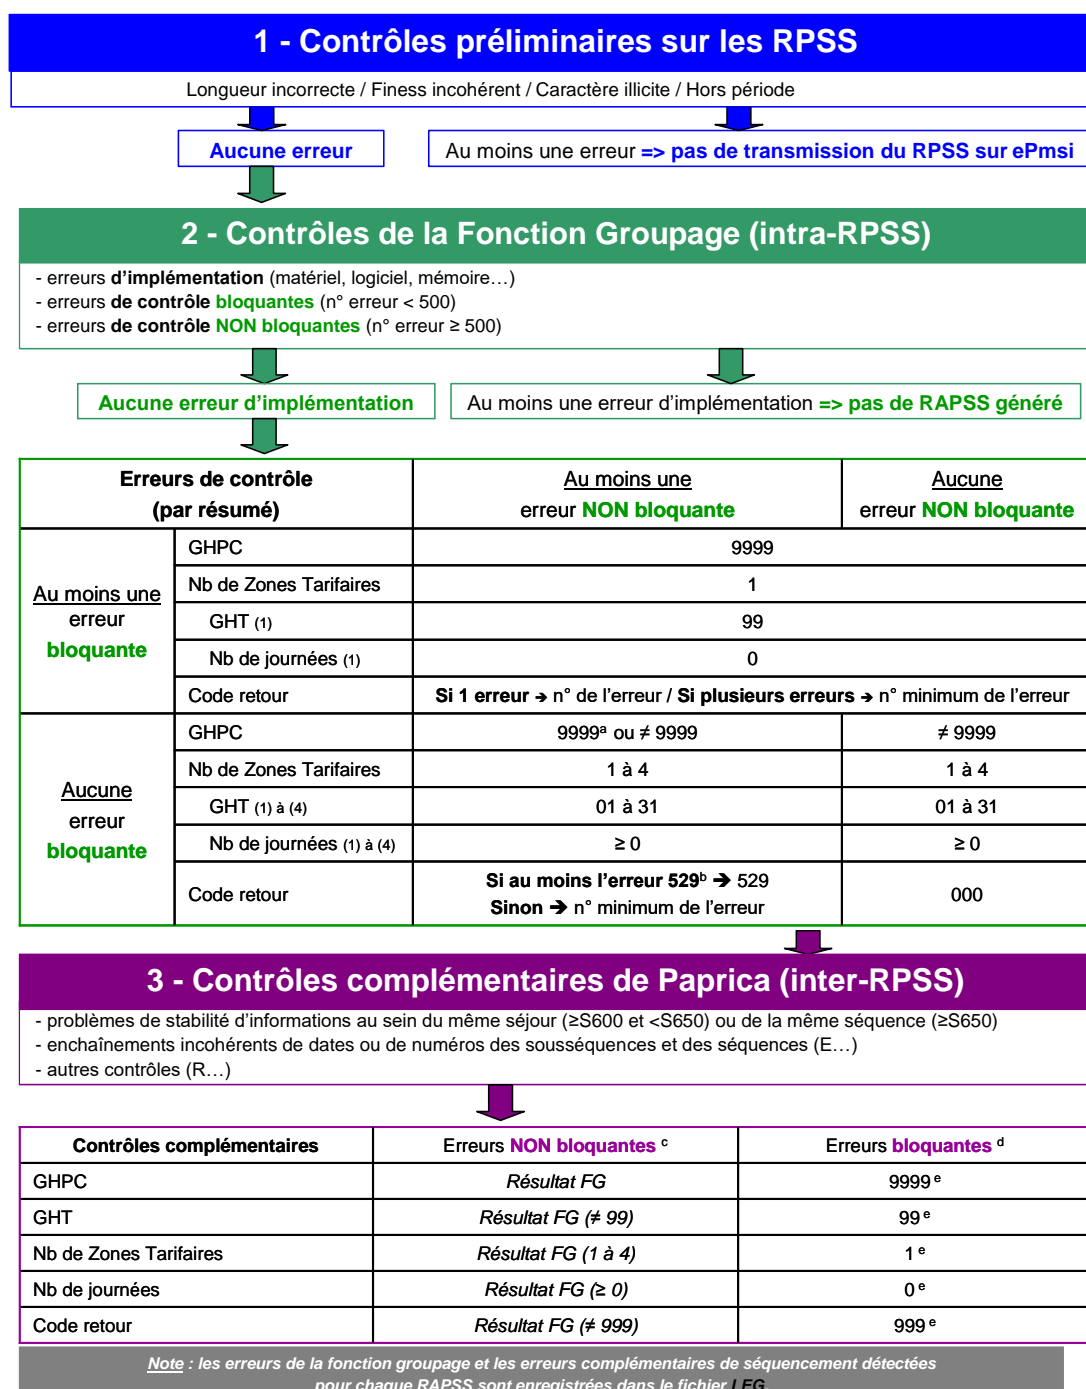 1 - Contrôles préliminaires sur les RPSS
Longueur incorrecte / Finess incohérent / Caractère illicite / Hors période
Aucune erreur
Au moins une erreur => pas de transmission du RPSS sur ePmsi
2 - Contrôles de la Fonction Groupage (intra-RPSS)
- erreurs d’implémentation (matériel, logiciel, mémoire…)
- erreurs de contrôle bloquantes (n° erreur < 500)
- erreurs de contrôle NON bloquantes (n° erreur ≥ 500)
Aucune erreur d’implémentation
Au moins une erreur d’implémentation => pas de RAPSS généré
Erreurs de contrôle
(par résumé)
Au moins une
erreur NON bloquante
Aucune
erreur NON bloquante
Au moins une
erreur
bloquante
GHPC 9999
Nb de Zones Tarifaires 1
GHT (1) 99
Nb de journées (1) 0
Code retour Si 1 erreur ➔ n° de l’erreur / Si plusieurs erreurs ➔ n° minimum de l’erreur
Aucune
erreur
bloquante
GHPC 9999ª ou ≠ 9999 ≠ 9999
Nb de Zones Tarifaires 1 à 4 1 à 4
GHT (1) à (4) 01 à 31 01 à 31
Nb de journées (1) à (4) ≥ 0 ≥ 0
Code retour
Si au moins l’erreur 529ᵇ ➔ 529
Sinon ➔ n° minimum de l’erreur
000
3 - Contrôles complémentaires de Paprica (inter-RPSS)
- problèmes de stabilité d’informations au sein du même séjour (≥S600 et <S650) ou de la même séquence (≥S650)
- enchaînements incohérents de dates ou de numéros des sousséquences et des séquences (E…)
- autres contrôles (R…)
Contrôles complémentaires Erreurs NON bloquantes ᶜ Erreurs bloquantes ᵈ
GHPC Résultat FG 9999 ᵉ
GHT Résultat FG (≠ 99) 99 ᵉ
Nb de Zones Tarifaires Résultat FG (1 à 4) 1 ᵉ
Nb de journées Résultat FG (≥ 0) 0 ᵉ
Code retour Résultat FG (≠ 999) 999 ᵉ
Note : les erreurs de la fonction groupage et les erreurs complémentaires de séquencement détectées
pour chaque RAPSS sont enregistrées dans le fichier LEG